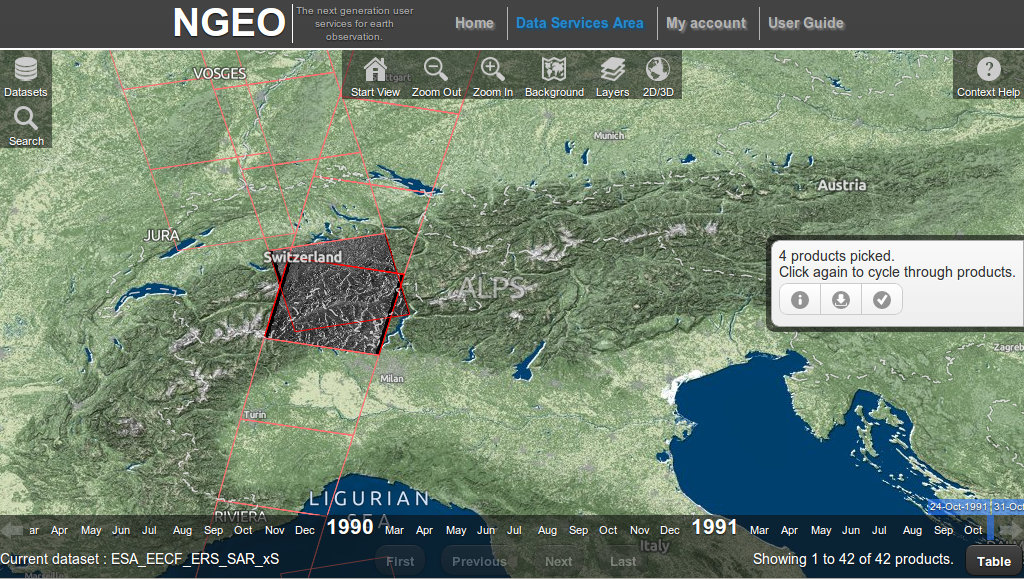 NGEO
The next generation user
services for earth
observation.
Home
Data Services Area
My account
User Guide
Datasets
Search
Start View
Zoom Out
Zoom In
Background
Layers
2D/3D
Context Help
VOSGES
Munich
Austria
JURA
Switzerland
ALPS
4 products picked.
Click again to cycle through products.
Zagreb
Milan
Turin
LIGURIAN
SEA
RIVIERA
Italy
24-Oct-1991
31-Oct
ar Apr May Jun Jul Aug Sep Oct Nov Dec 1990 Mar Apr May Jun Jul Aug Sep Oct Nov Dec 1991 Mar Apr May Jun Jul Aug Sep Oct
Current dataset : ESA_EECF_ERS_SAR_xS
First
Previous
Next
Last
Showing 1 to 42 of 42 products.
Table